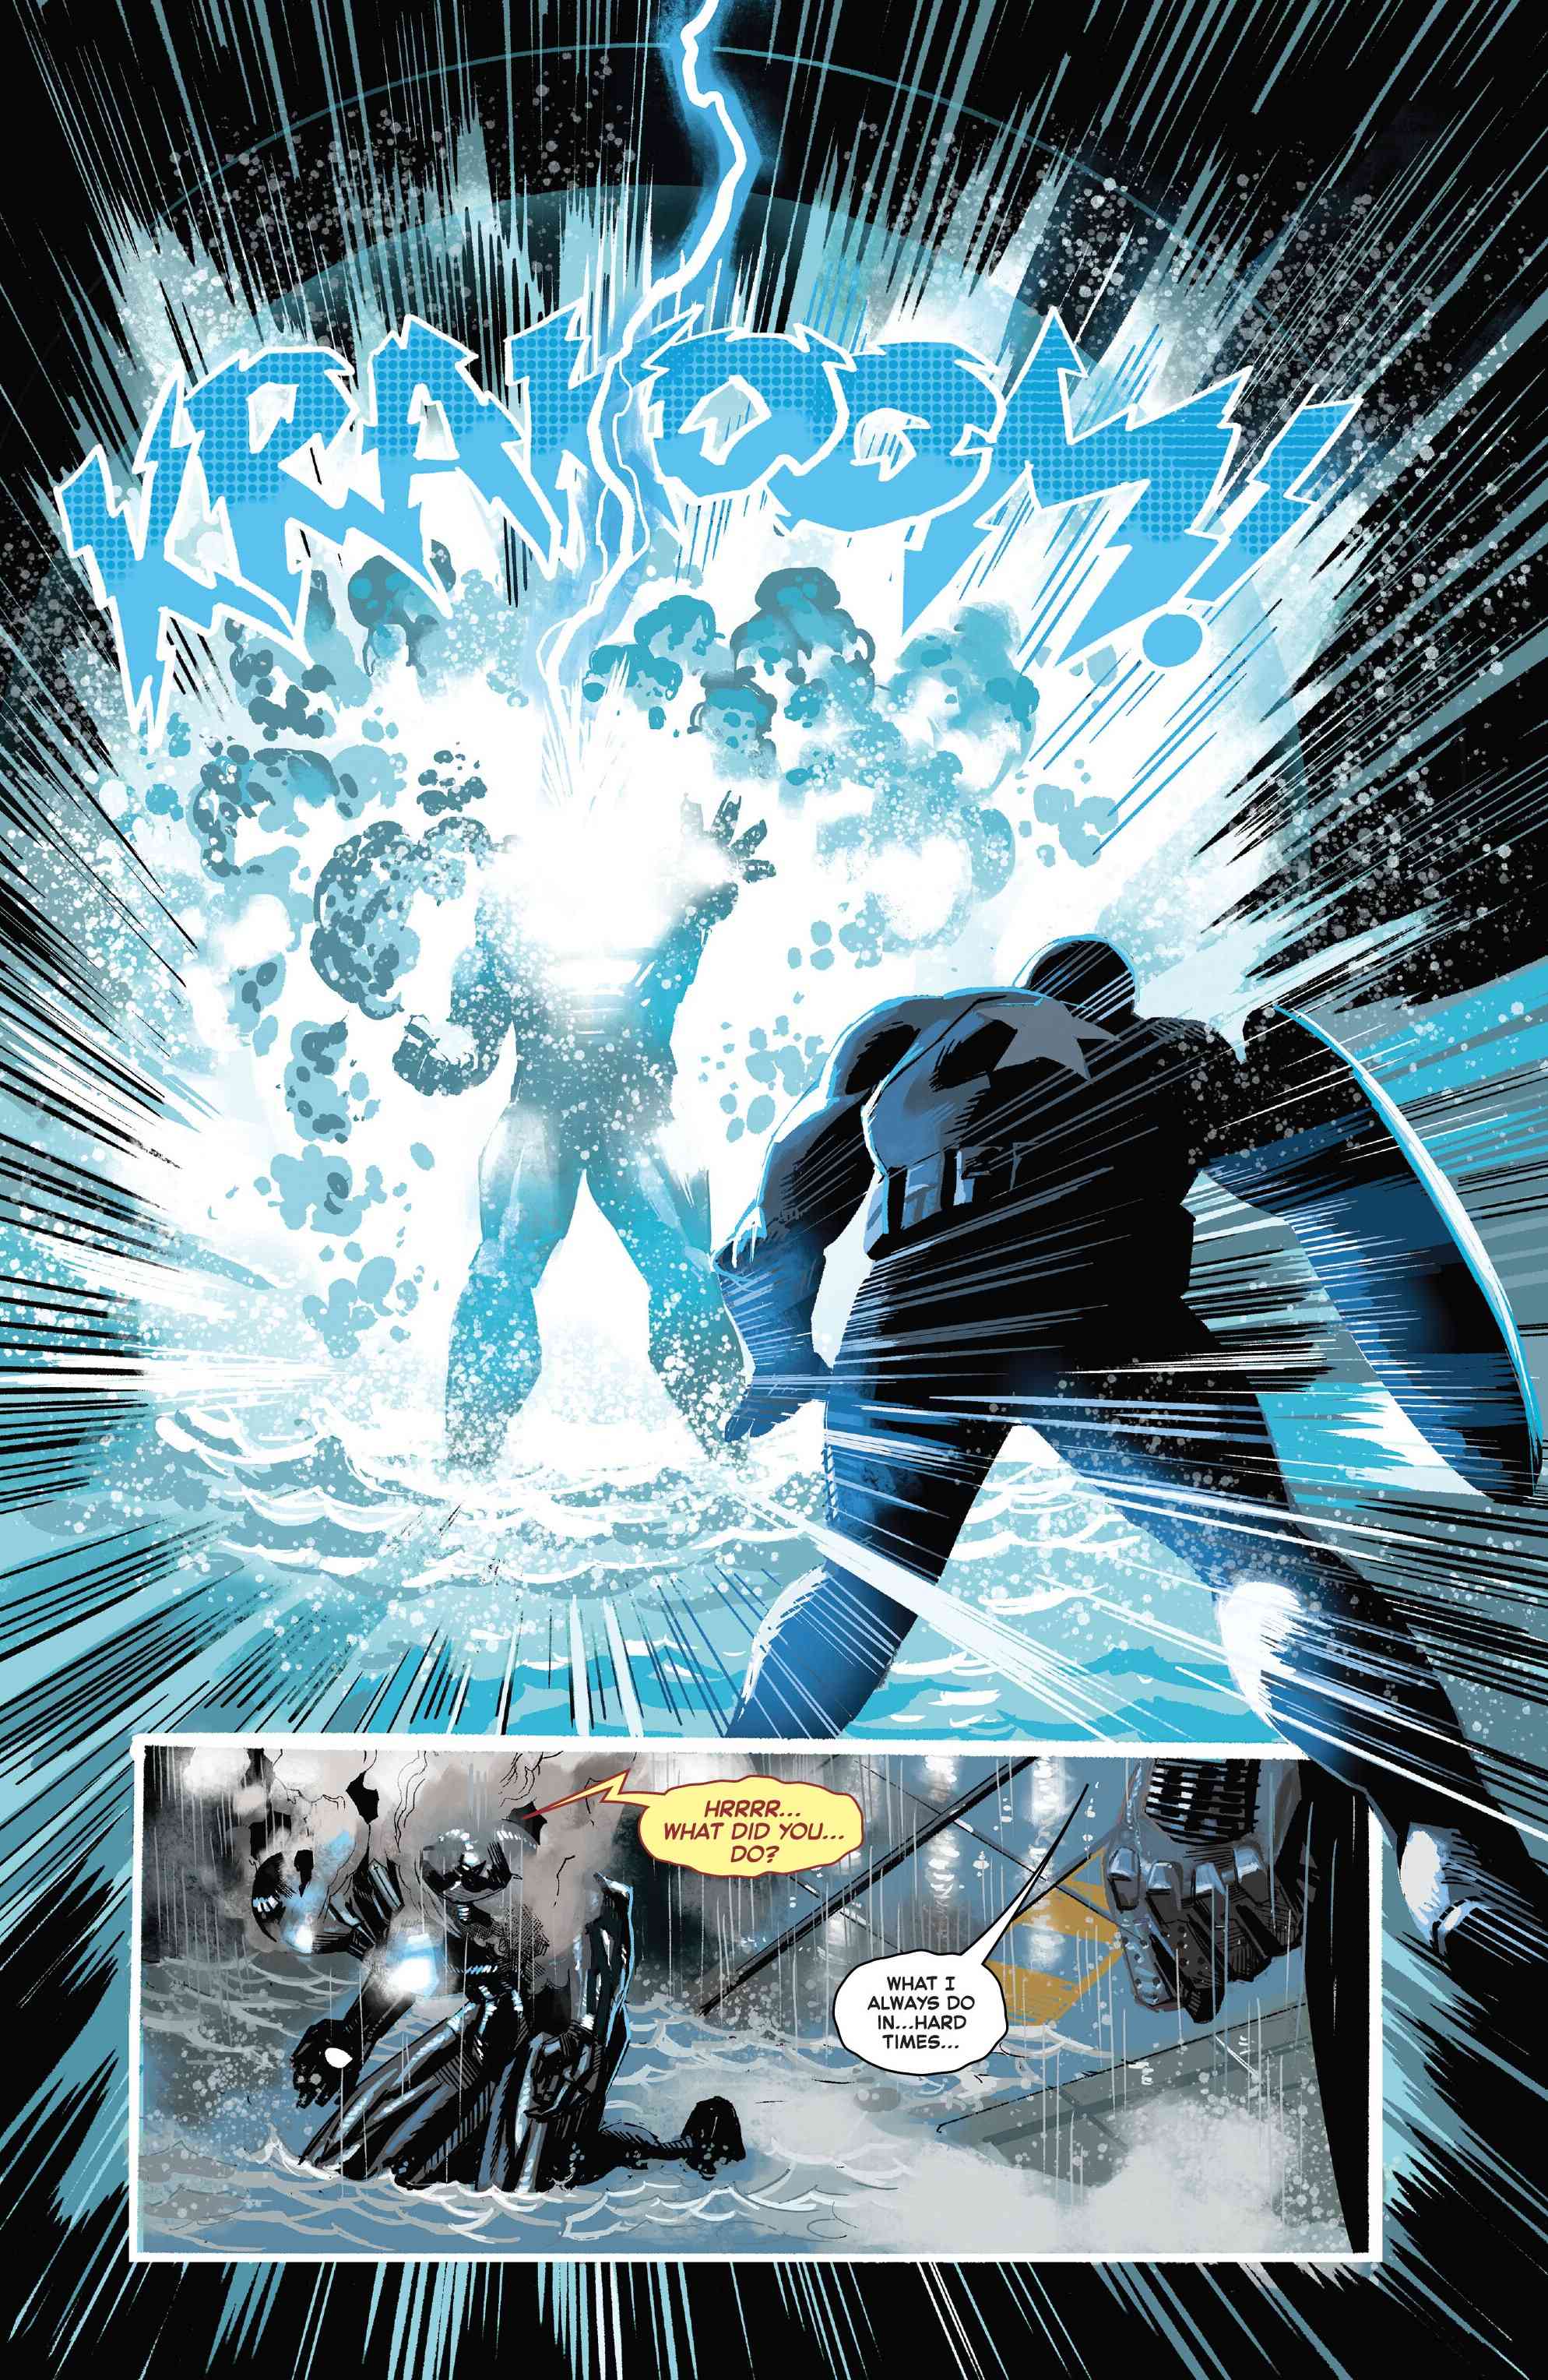 KRAKOOM!!
HRRRR...
WHAT DID YOU...
DO?
WHAT I
ALWAYS DO
IN...HARD
TIMES...